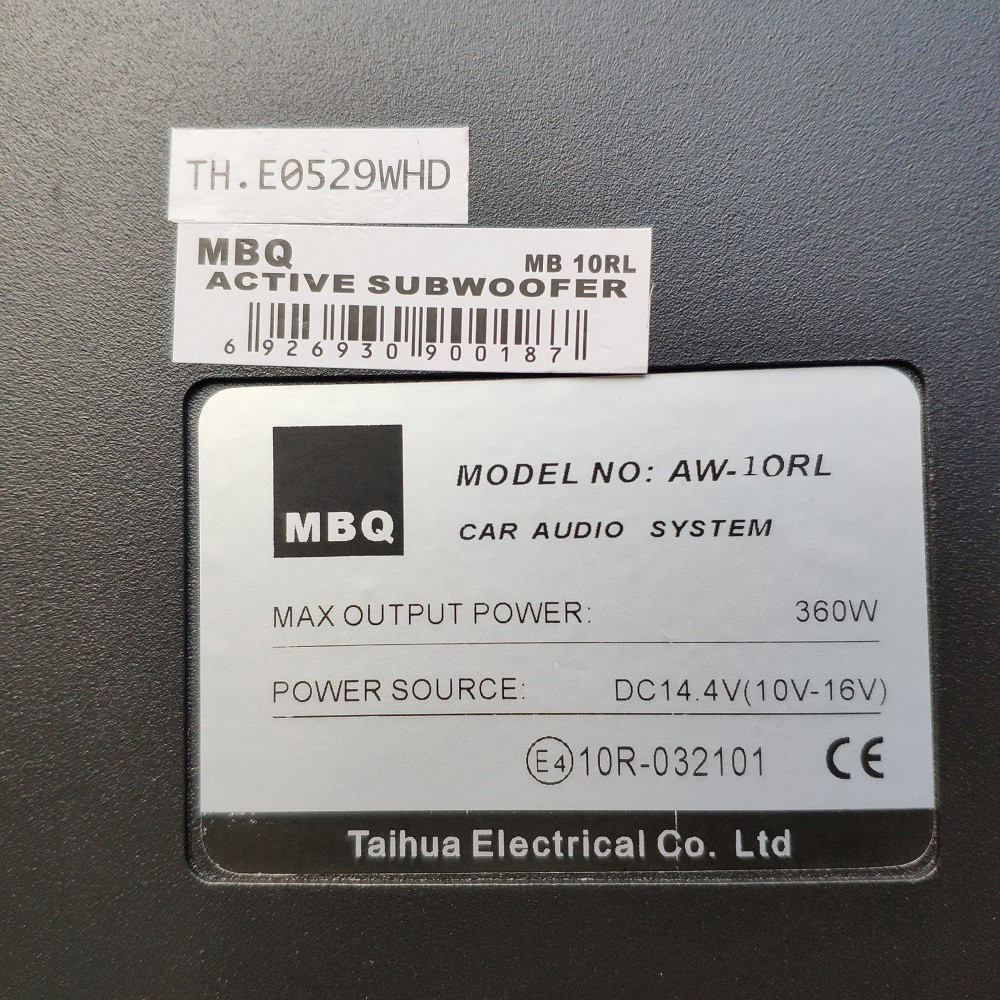 TH.E0529WHD
MBQ
MB 10RL
ACTIVE SUBWOOFER
6 926930 900187
MBQ
MODEL NO: AW-10RL
CAR AUDIO SYSTEM
MAX OUTPUT POWER: 360W
POWER SOURCE: DC14.4V(10V-16V)
E4 10R-032101 CE
Taihua Electrical Co. Ltd